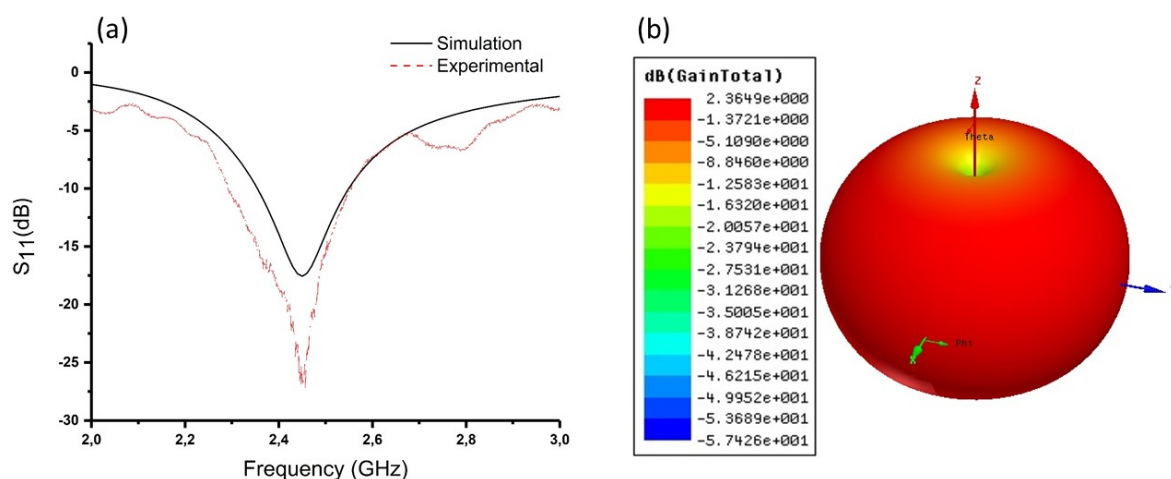 (a)
Simulation
Experimental
0
-5
-10
-15
-20
-25
-30
S11(dB)
2,0
2,2
2,4
2,6
2,8
3,0
Frequency (GHz)
(b)
dB(GainTotal)
2.3649e+000
-1.3721e+000
-5.1090e+000
-8.8460e+000
-1.2583e+001
-1.6320e+001
-2.0057e+001
-2.3794e+001
-2.7531e+001
-3.1268e+001
-3.5005e+001
-3.8742e+001
-4.2478e+001
-4.6215e+001
-4.9952e+001
-5.3689e+001
-5.7426e+001
Z
Theta
Phi
X